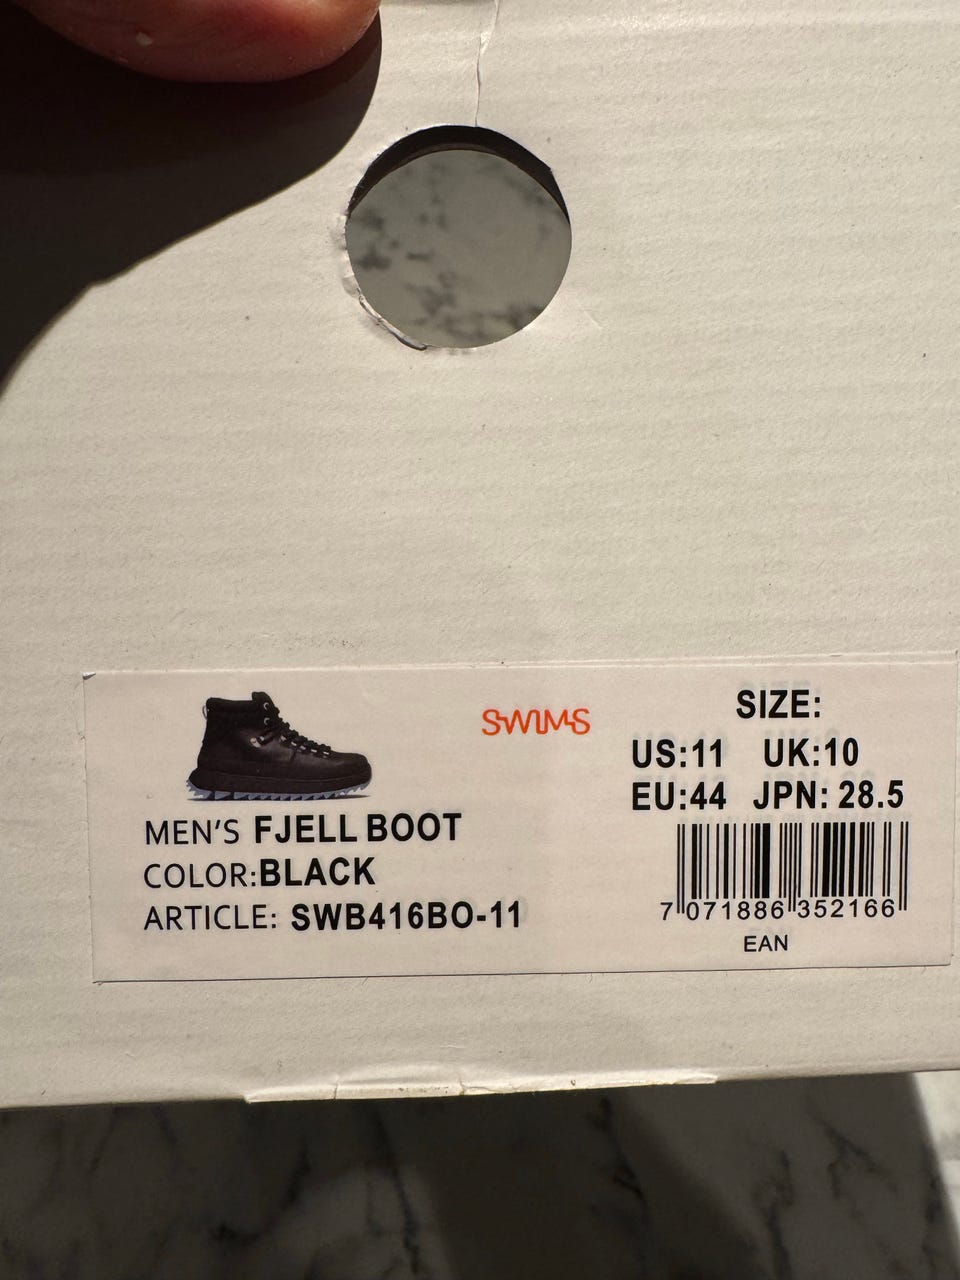 SWIMS
MEN'S FJELL BOOT
COLOR:BLACK
ARTICLE: SWB416BO-11
SIZE:
US:11 UK:10
EU:44 JPN: 28.5
7 071886 352166
EAN